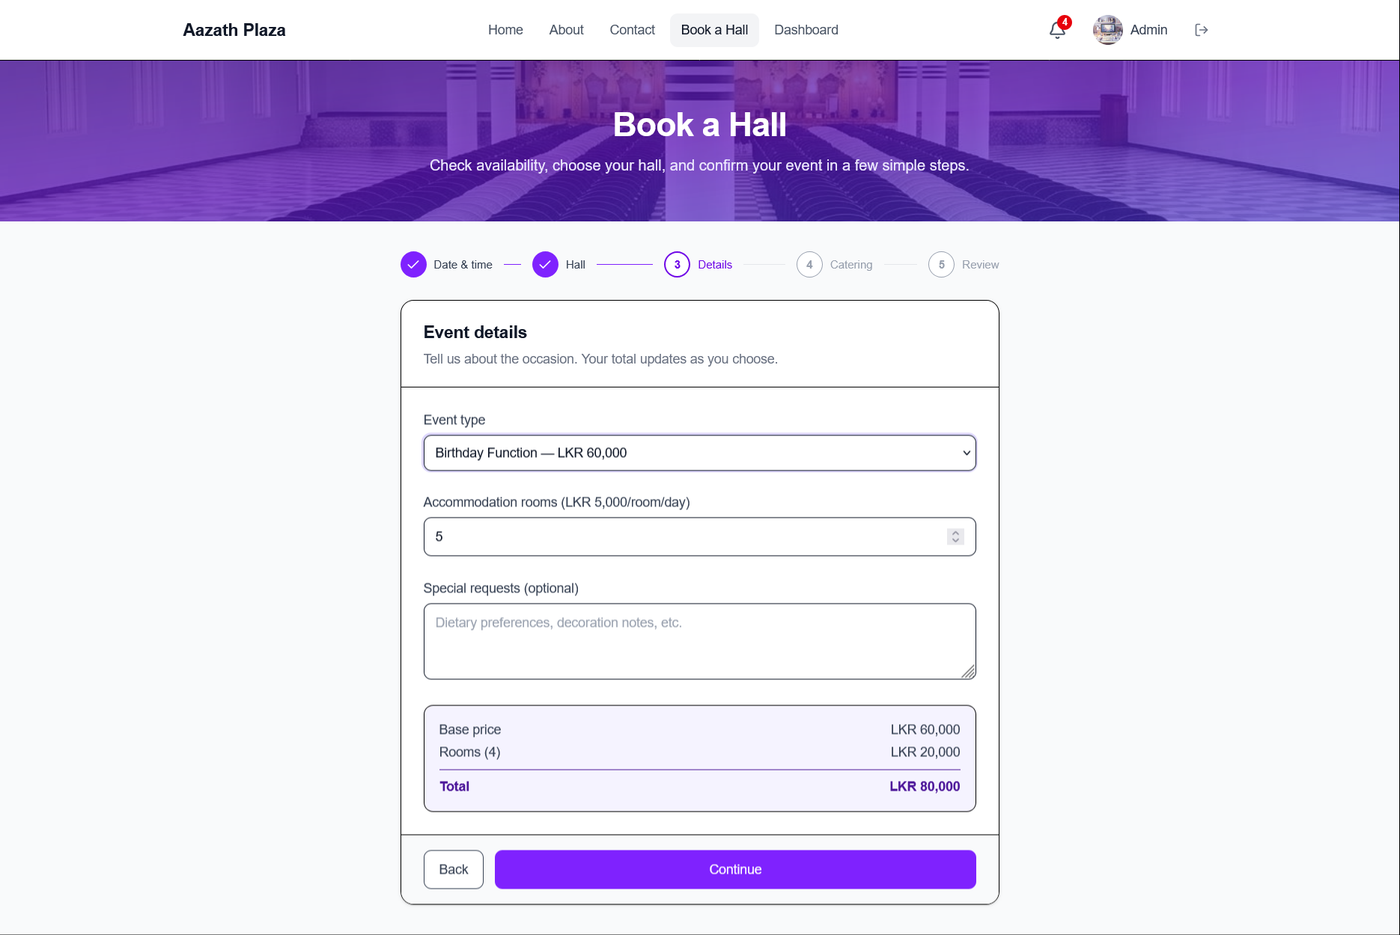 Aazath Plaza
Home About Contact Book a Hall Dashboard
4
Admin
Book a Hall
Check availability, choose your hall, and confirm your event in a few simple steps.
Date & time Hall 3 Details 4 Catering 5 Review
Event details
Tell us about the occasion. Your total updates as you choose.
Event type
Birthday Function — LKR 60,000
Accommodation rooms (LKR 5,000/room/day)
5
Special requests (optional)
Dietary preferences, decoration notes, etc.
Base price LKR 60,000
Rooms (4) LKR 20,000
Total LKR 80,000
Back Continue